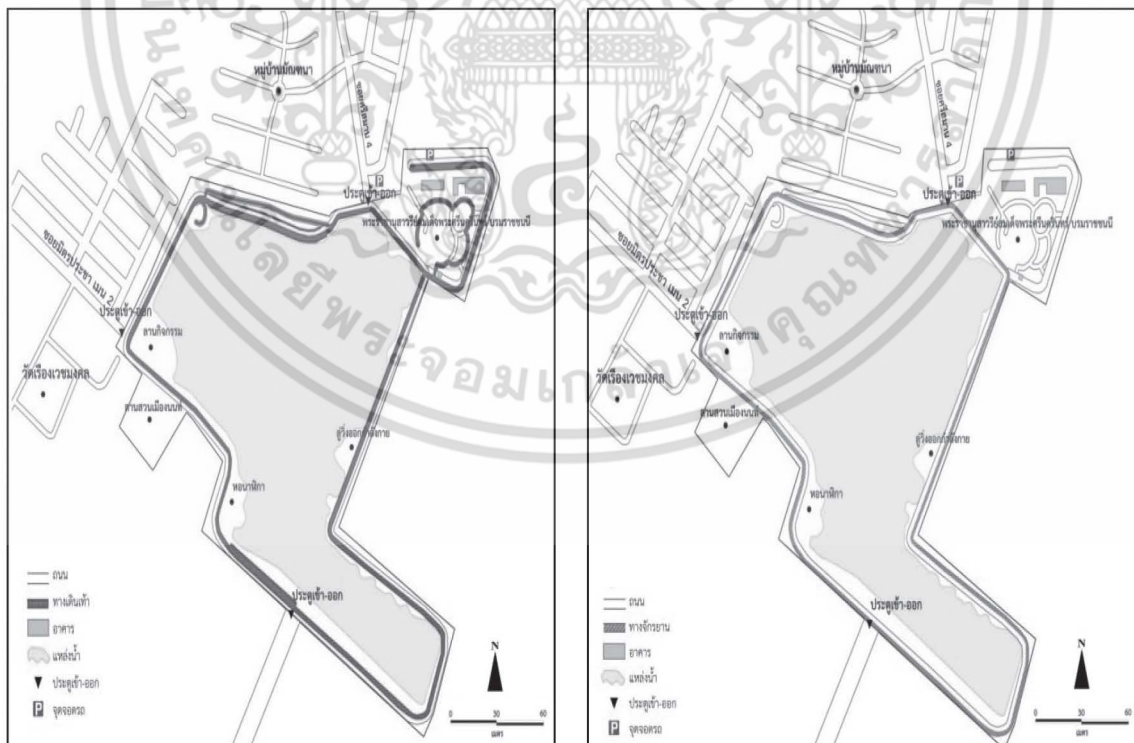 หมู่บ้านมัณฑนา
ซอยศรีสมาน 4
P
P
ประตูเข้า-ออก
พระราชานุสาวรีย์สมเด็จพระศรีนครินทร์ บรมราชชนนี
ซอยมิตรประชา เมน 2
ประตูเข้า-ออก
ลานกิจกรรม
วัดเรืองเวชมงคล
ลานสวนเมืองนนท์
ลู่วิ่งออกกำลังกาย
หอนาฬิกา
ประตูเข้า-ออก
ถนน
ทางเดินเท้า
อาคาร
แหล่งน้ำ
ประตูเข้า-ออก
P จุดจอดรถ
N
0 30 60
เมตร
หมู่บ้านมัณฑนา
ซอยศรีสมาน 4
P
P
ประตูเข้า-ออก
พระราชานุสาวรีย์สมเด็จพระศรีนครินทร์ บรมราชชนนี
ซอยมิตรประชา เมน 2
ประตูเข้า-ออก
ลานกิจกรรม
วัดเรืองเวชมงคล
ลานสวนเมืองนนท์
ลู่วิ่งออกกำลังกาย
หอนาฬิกา
ประตูเข้า-ออก
ถนน
ทางจักรยาน
อาคาร
แหล่งน้ำ
ประตูเข้า-ออก
P จุดจอดรถ
N
0 30 60
เมตร